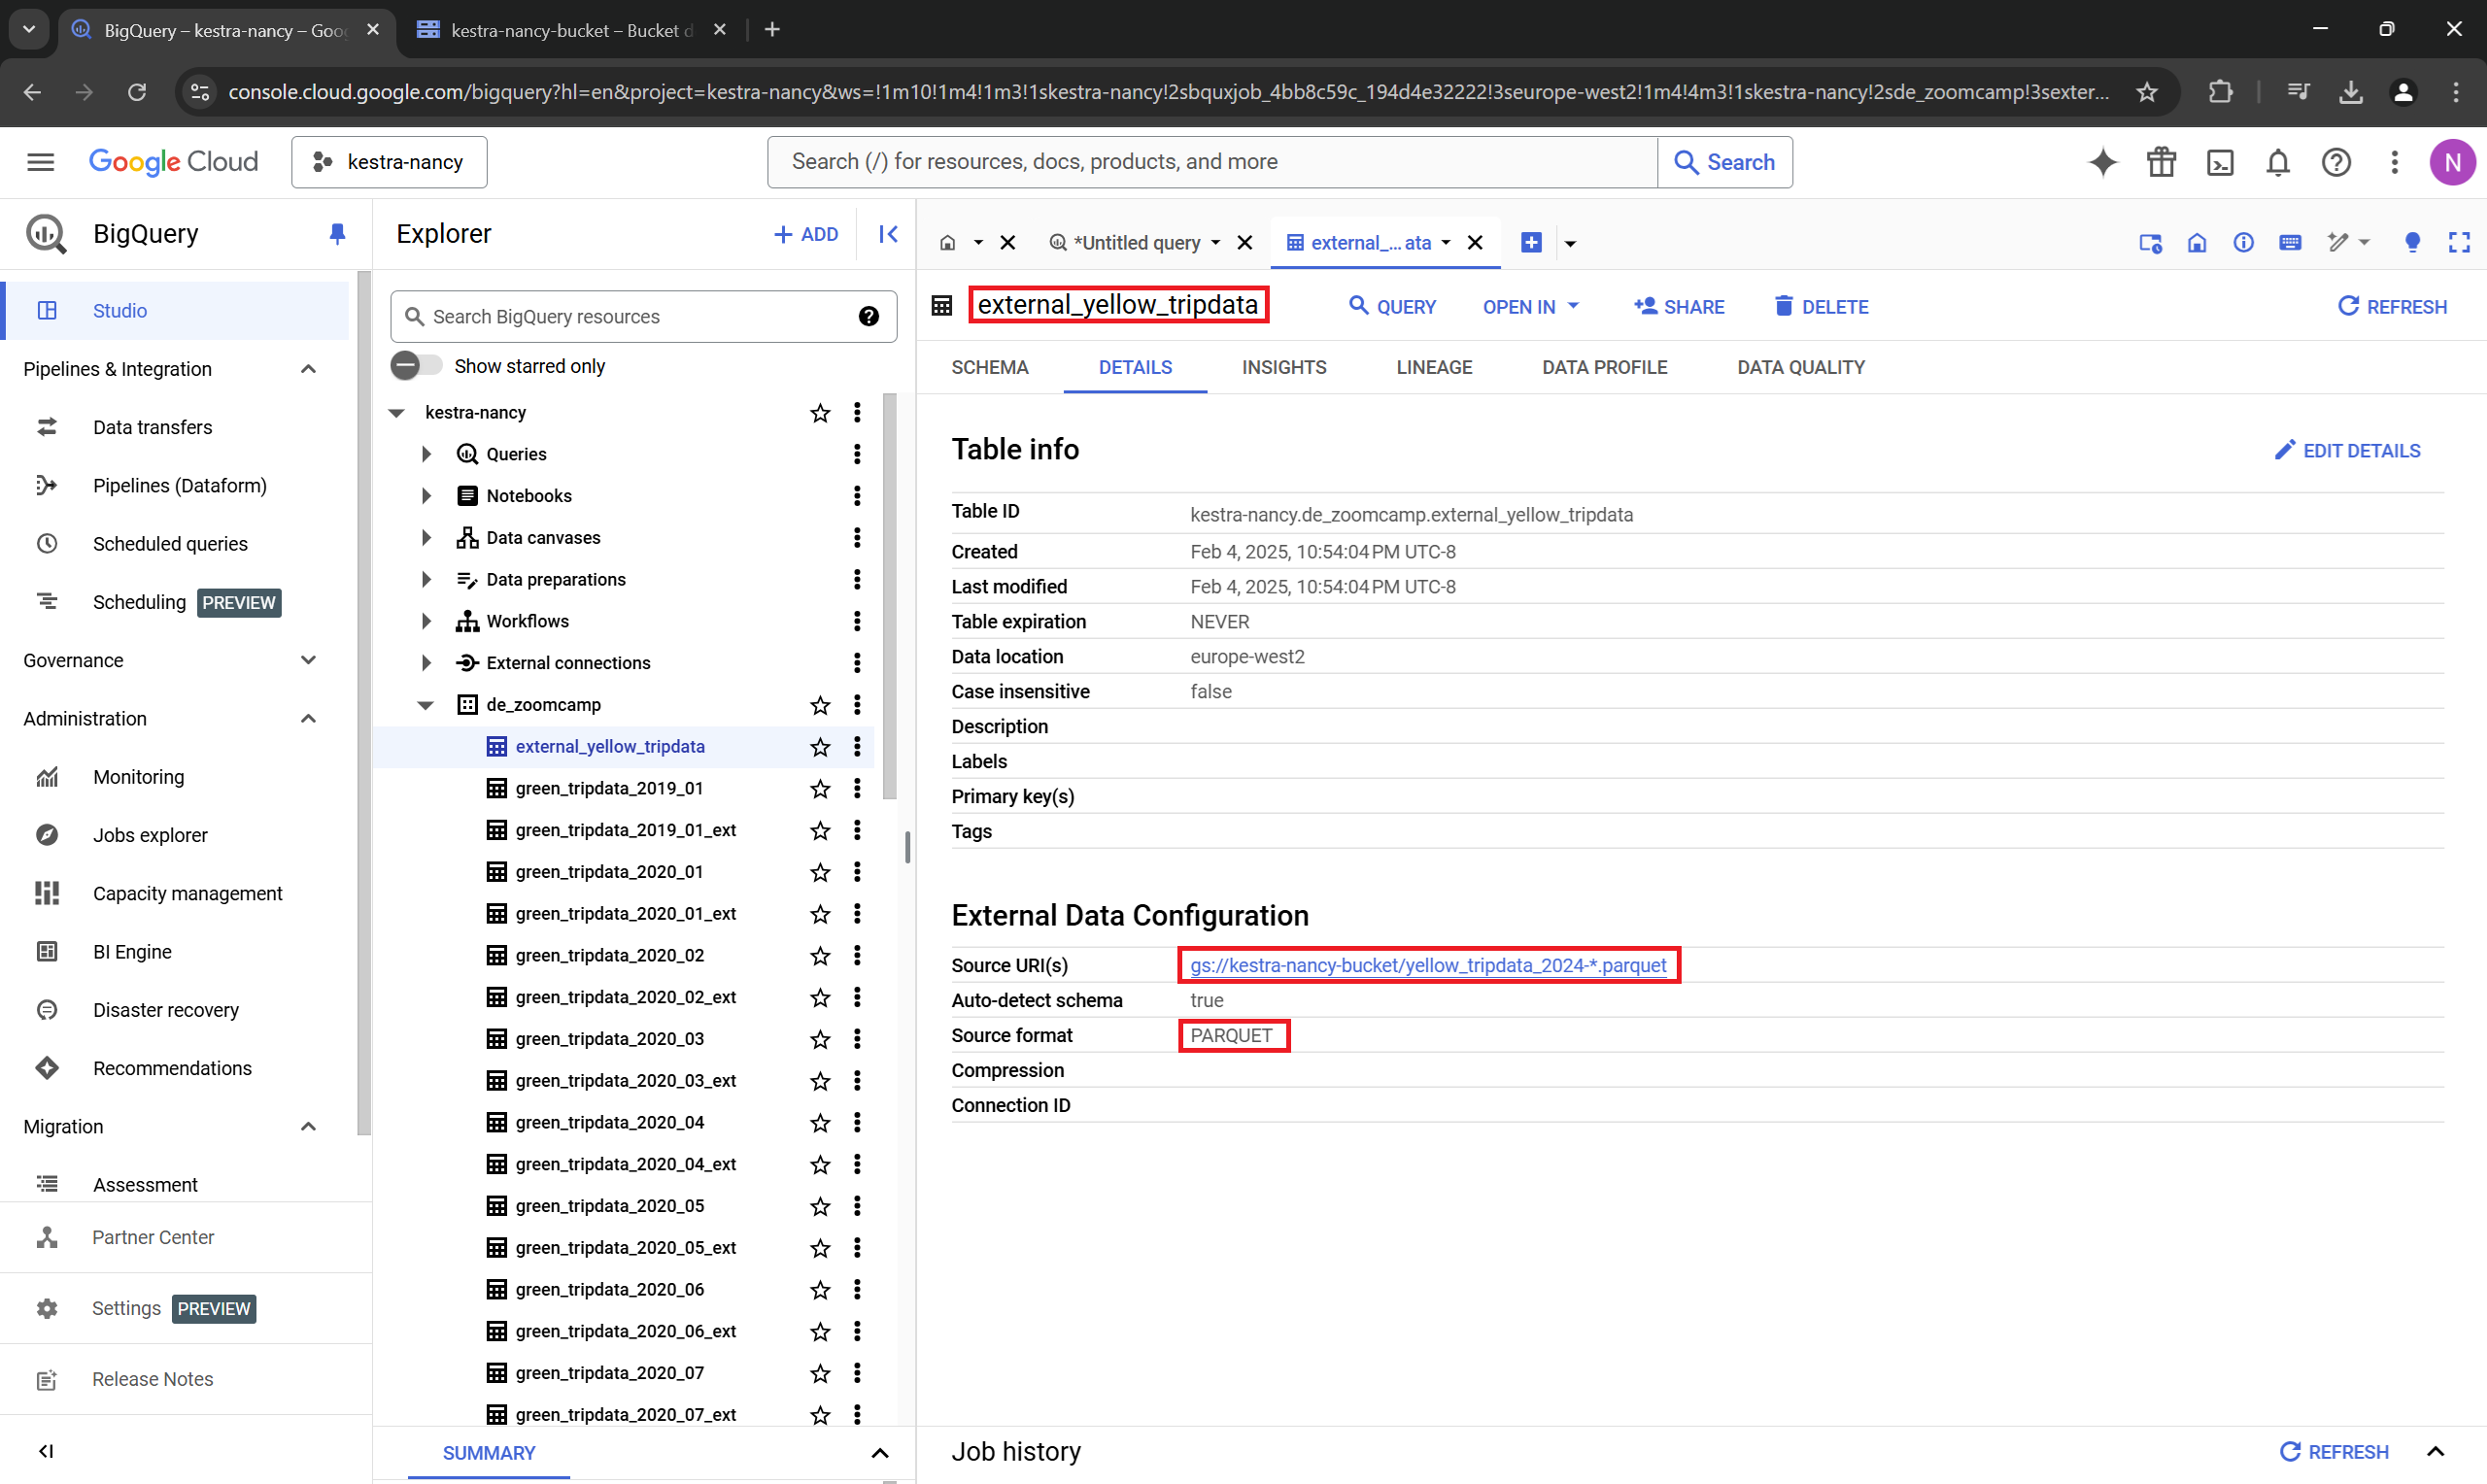 BigQuery – kestra-nancy – Goog
kestra-nancy-bucket – Bucket d
console.cloud.google.com/bigquery?hl=en&project=kestra-nancy&ws=!1m10!1m4!1m3!1skestra-nancy!2sbquxjob_4bb8c59c_194d4e32222!3seurope-west2!1m4!4m3!1skestra-nancy!2sde_zoomcamp!3sexter...
Google Cloud
kestra-nancy
Search (/) for resources, docs, products, and more
Search
N
BigQuery
Studio
Pipelines & Integration
Data transfers
Pipelines (Dataform)
Scheduled queries
Scheduling PREVIEW
Governance
Administration
Monitoring
Jobs explorer
Capacity management
BI Engine
Disaster recovery
Recommendations
Migration
Assessment
Partner Center
Settings PREVIEW
Release Notes
Explorer
+ ADD
Search BigQuery resources
Show starred only
kestra-nancy
Queries
Notebooks
Data canvases
Data preparations
Workflows
External connections
de_zoomcamp
external_yellow_tripdata
green_tripdata_2019_01
green_tripdata_2019_01_ext
green_tripdata_2020_01
green_tripdata_2020_01_ext
green_tripdata_2020_02
green_tripdata_2020_02_ext
green_tripdata_2020_03
green_tripdata_2020_03_ext
green_tripdata_2020_04
green_tripdata_2020_04_ext
green_tripdata_2020_05
green_tripdata_2020_05_ext
green_tripdata_2020_06
green_tripdata_2020_06_ext
green_tripdata_2020_07
green_tripdata_2020_07_ext
SUMMARY
*Untitled query
external_... ata
external_yellow_tripdata
QUERY
OPEN IN
SHARE
DELETE
REFRESH
SCHEMA
DETAILS
INSIGHTS
LINEAGE
DATA PROFILE
DATA QUALITY
Table info
EDIT DETAILS
Table ID kestra-nancy.de_zoomcamp.external_yellow_tripdata
Created Feb 4, 2025, 10:54:04 PM UTC-8
Last modified Feb 4, 2025, 10:54:04 PM UTC-8
Table expiration NEVER
Data location europe-west2
Case insensitive false
Description
Labels
Primary key(s)
Tags
External Data Configuration
Source URI(s) gs://kestra-nancy-bucket/yellow_tripdata_2024-*.parquet
Auto-detect schema true
Source format PARQUET
Compression
Connection ID
Job history
REFRESH